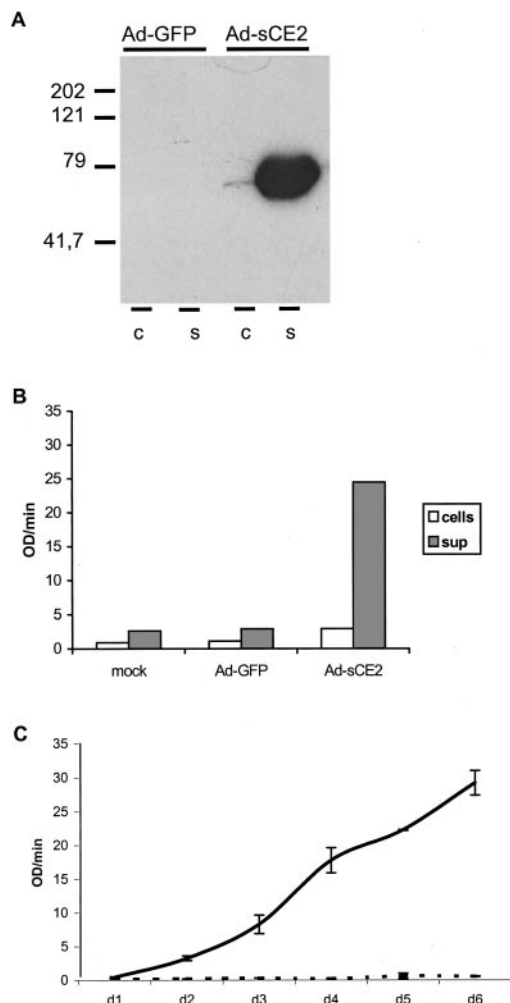 A
Ad-GFP Ad-sCE2
202
121
79
41,7
c s c s
B
35
30
25
20
15
10
5
0
OD/min
mock Ad-GFP Ad-sCE2
cells
sup
C
35
30
25
20
15
10
5
0
OD/min
d1 d2 d3 d4 d5 d6